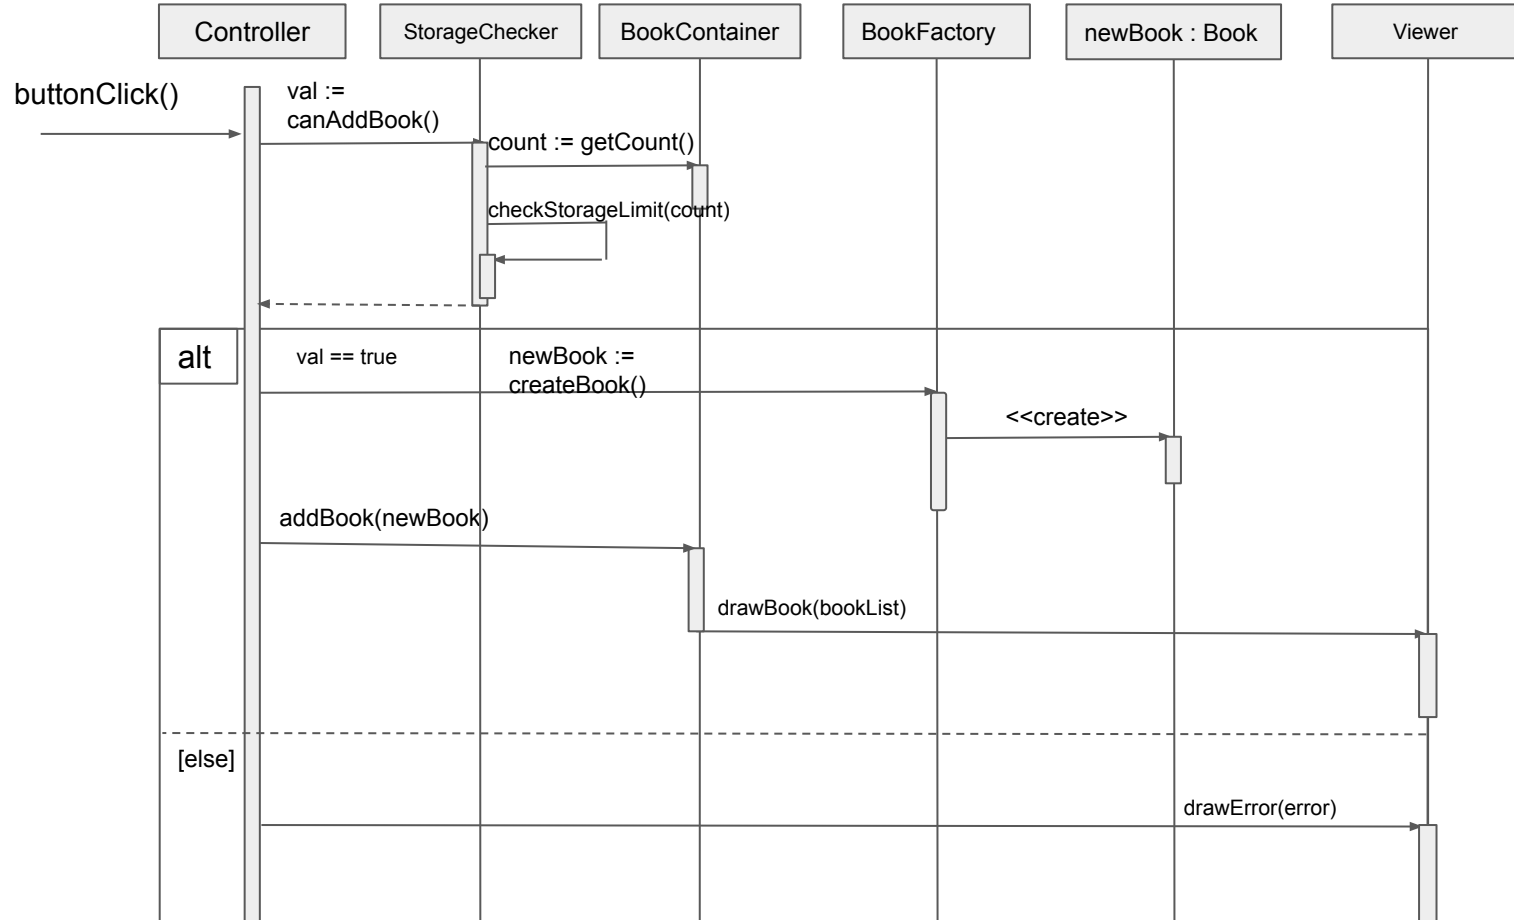 Controller
StorageChecker
BookContainer
BookFactory
newBook : Book
Viewer
buttonClick()
val :=
canAddBook()
count := getCount()
checkStorageLimit(count)
alt
val == true
newBook :=
createBook()
<<create>>
addBook(newBook)
drawBook(bookList)
[else]
drawError(error)